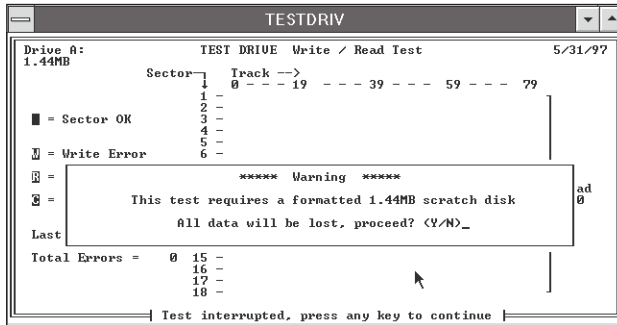 TESTDRIV
Drive A: TEST DRIVE Write / Read Test 5/31/97
1.44MB
Sector Track -->
0 - - - 19 - - - 39 - - - 59 - - - 79
1 -
2 -
■ = Sector OK 3 -
4 -
5 -
W = Write Error 6 -
R =
***** Warning *****
ad
C =
This test requires a formatted 1.44MB scratch disk
0
All data will be lost, proceed? (Y/N)_
Last
Total Errors = 0 15 -
16 -
17 -
18 -
Test interrupted, press any key to continue